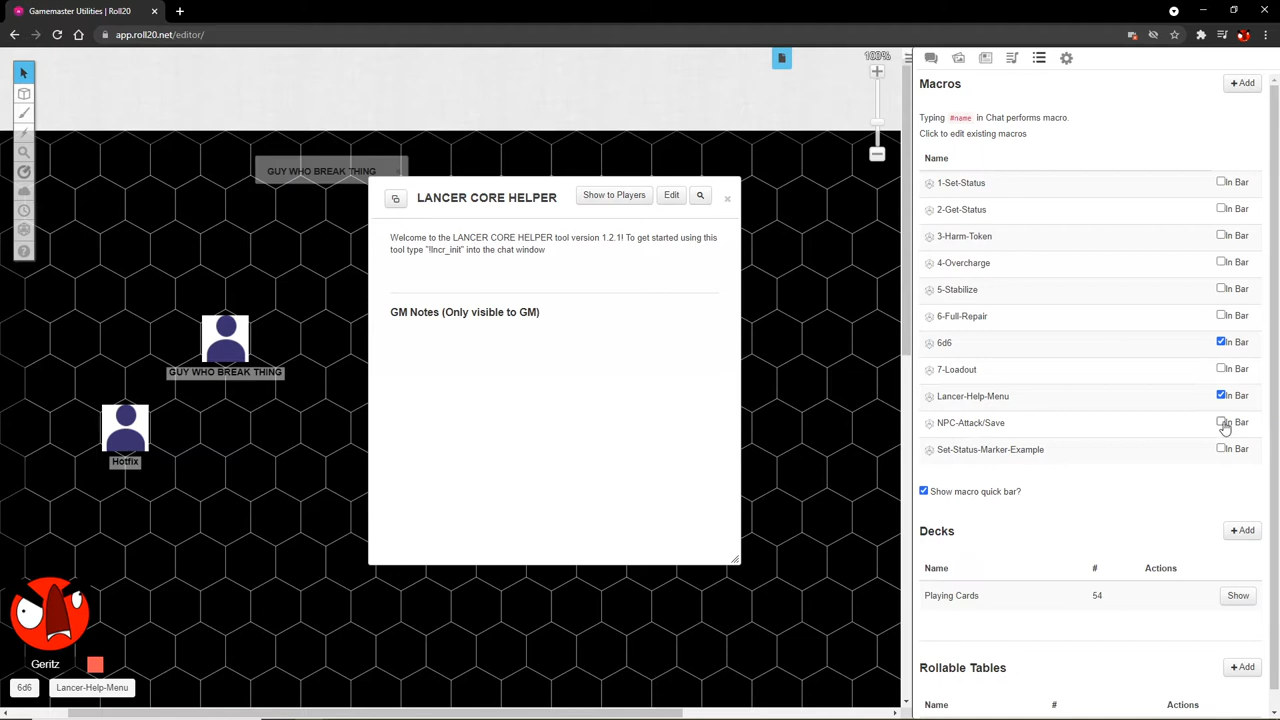 Gamemaster Utilities | Roll20
app.roll20.net/editor/
100%
GUY WHO BREAK THING
LANCER CORE HELPER
Show to Players
Edit
Welcome to the LANCER CORE HELPER tool version 1.2.1! To get started using this
tool type "!lncr_init" into the chat window
GM Notes (Only visible to GM)
GUY WHO BREAK THING
Hotfix
Geritz
6d6
Lancer-Help-Menu
Macros
+ Add
Typing #name in Chat performs macro.
Click to edit existing macros
Name
1-Set-Status In Bar
2-Get-Status In Bar
3-Harm-Token In Bar
4-Overcharge In Bar
5-Stabilize In Bar
6-Full-Repair In Bar
6d6 In Bar
7-Loadout In Bar
Lancer-Help-Menu In Bar
NPC-Attack/Save In Bar
Set-Status-Marker-Example In Bar
Show macro quick bar?
Decks
+ Add
Name # Actions
Playing Cards 54 Show
Rollable Tables
+ Add
Name # Actions